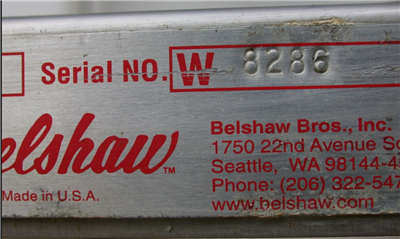 Serial NO. W 8286
Belshaw Bros., Inc.
elshaw™
1750 22nd Avenue So
Seattle, WA 98144-4
Made in U.S.A.
Phone: (206) 322-547
www.belshaw.com